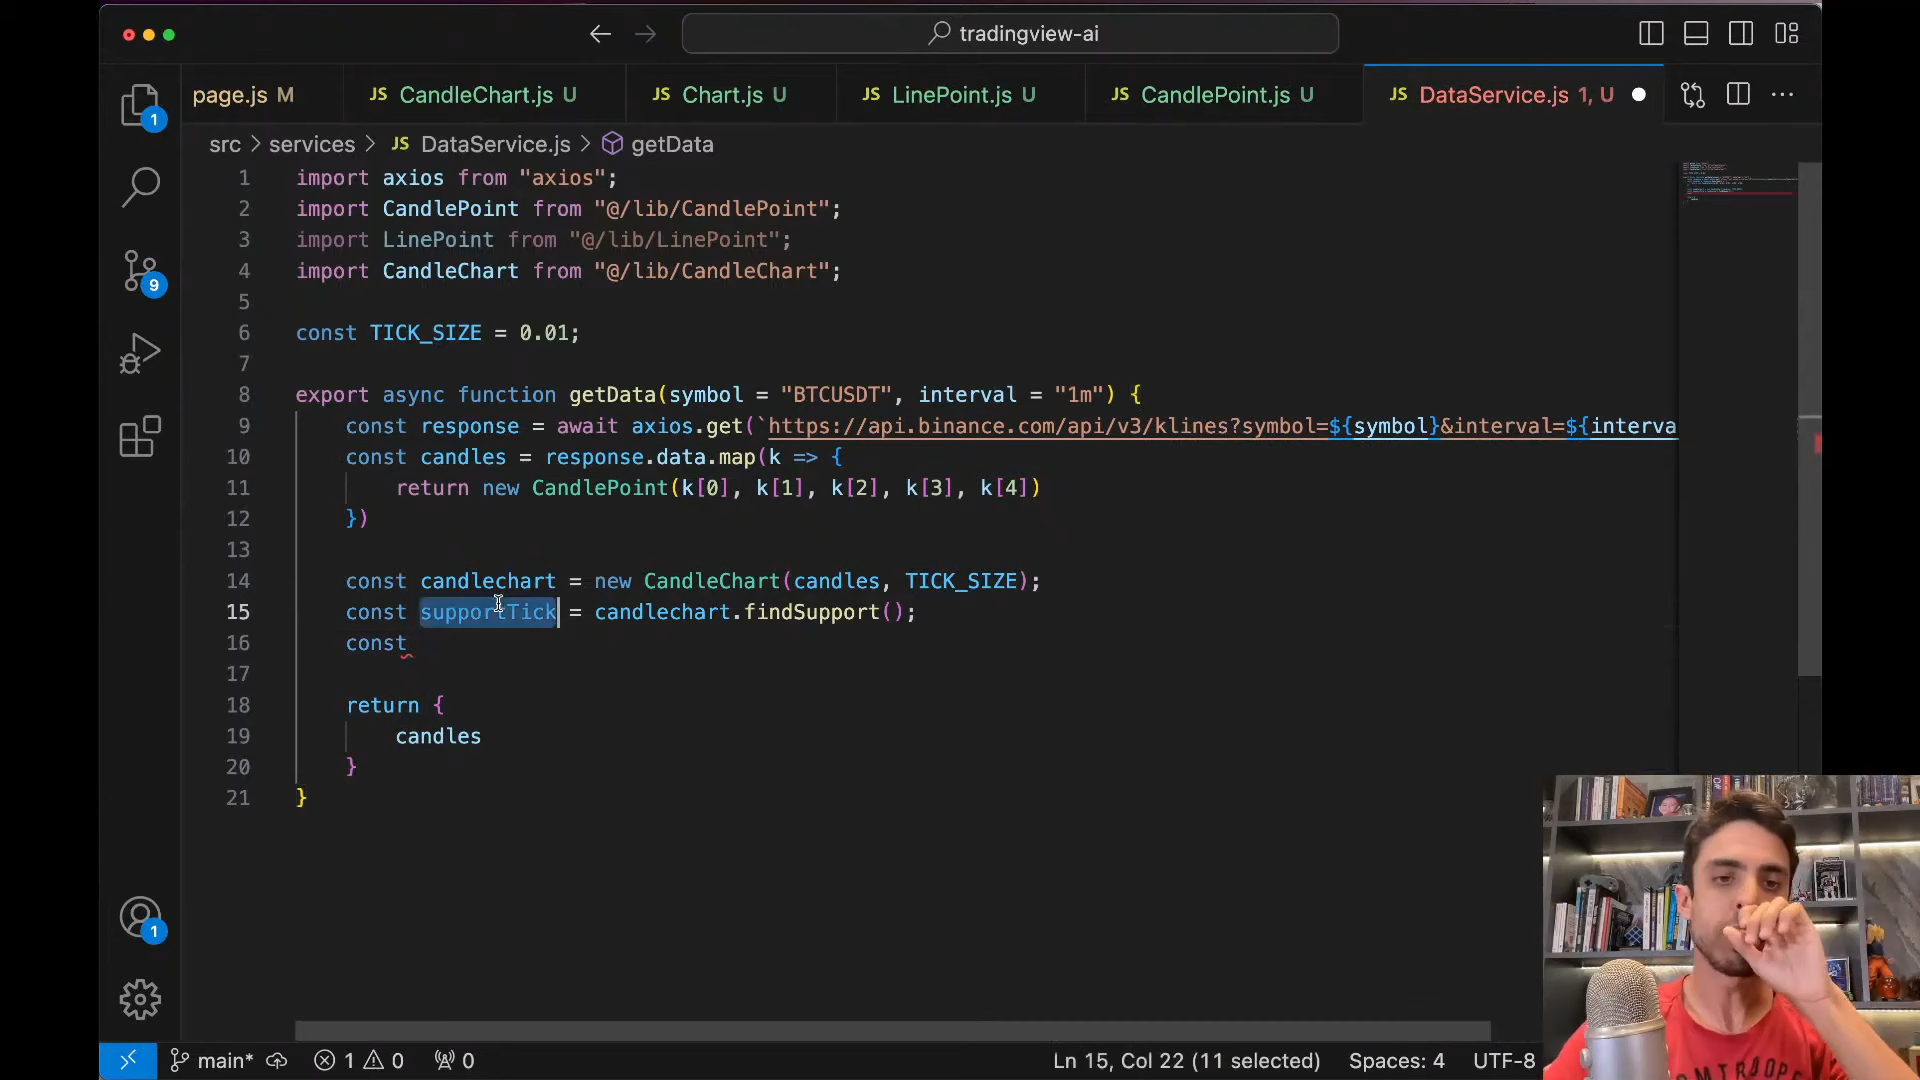 tradingview-ai
page.js M JS CandleChart.js U JS Chart.js U JS LinePoint.js U JS CandlePoint.js U JS DataService.js 1, U
src > services > JS DataService.js > getData
1 import axios from "axios";
2 import CandlePoint from "@/lib/CandlePoint";
3 import LinePoint from "@/lib/LinePoint";
4 import CandleChart from "@/lib/CandleChart";
5
6 const TICK_SIZE = 0.01;
7
8 export async function getData(symbol = "BTCUSDT", interval = "1m") {
9 const response = await axios.get(`https://api.binance.com/api/v3/klines?symbol=${symbol}&interval=${interva
10 const candles = response.data.map(k => {
11 return new CandlePoint(k[0], k[1], k[2], k[3], k[4])
12 })
13
14 const candlechart = new CandleChart(candles, TICK_SIZE);
15 const supportTick = candlechart.findSupport();
16 const
17
18 return {
19 candles
20 }
21 }
1
9
1
main* 1 0 0 Ln 15, Col 22 (11 selected) Spaces: 4 UTF-8